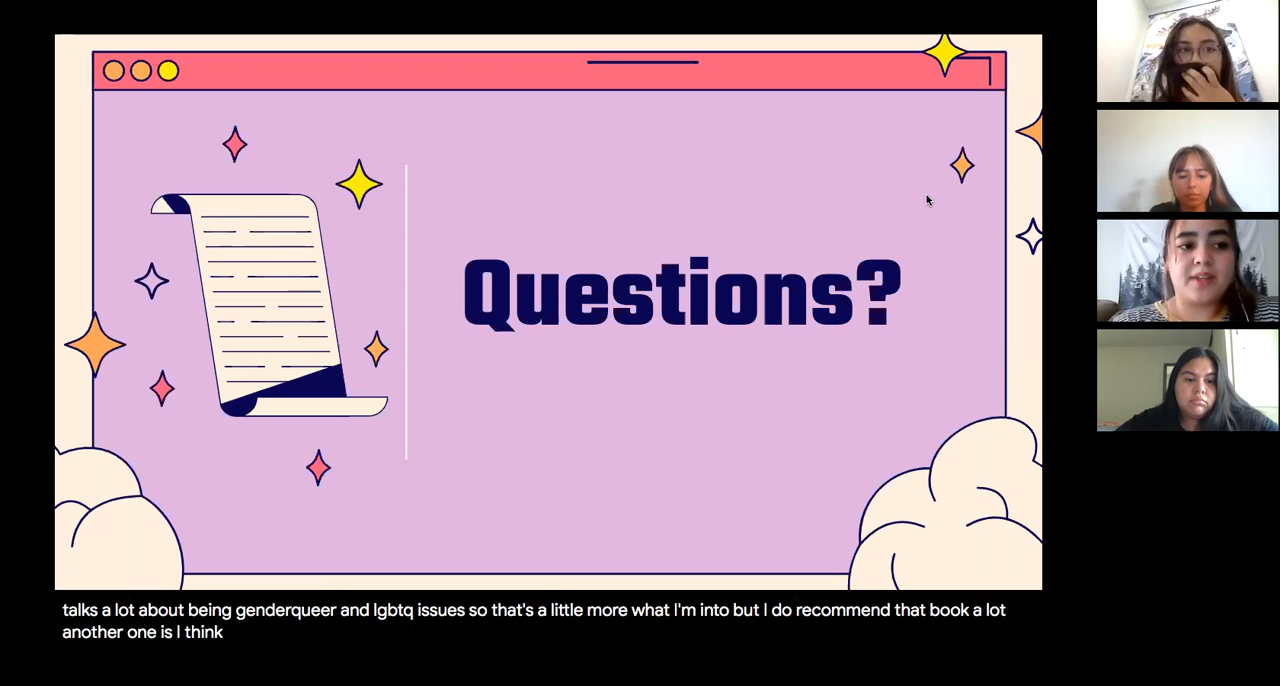 Questions?
talks a lot about being genderqueer and lgbtq issues so that's a little more what I'm into but I do recommend that book a lot
another one is I think